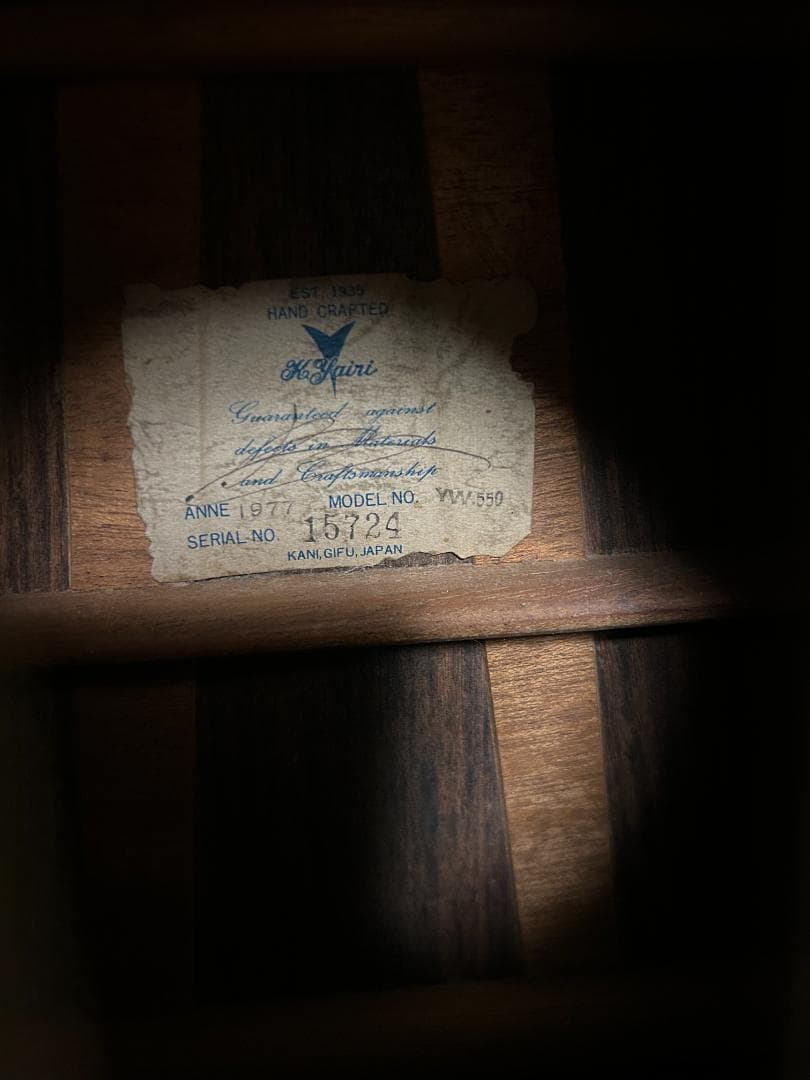 EST. 1935
HAND CRAFTED
K.Yairi
Guaranteed against
defects in Materials
and Craftsmanship
ANNE 1977 MODEL NO. YW.550
SERIAL NO. 15724
KANI, GIFU, JAPAN